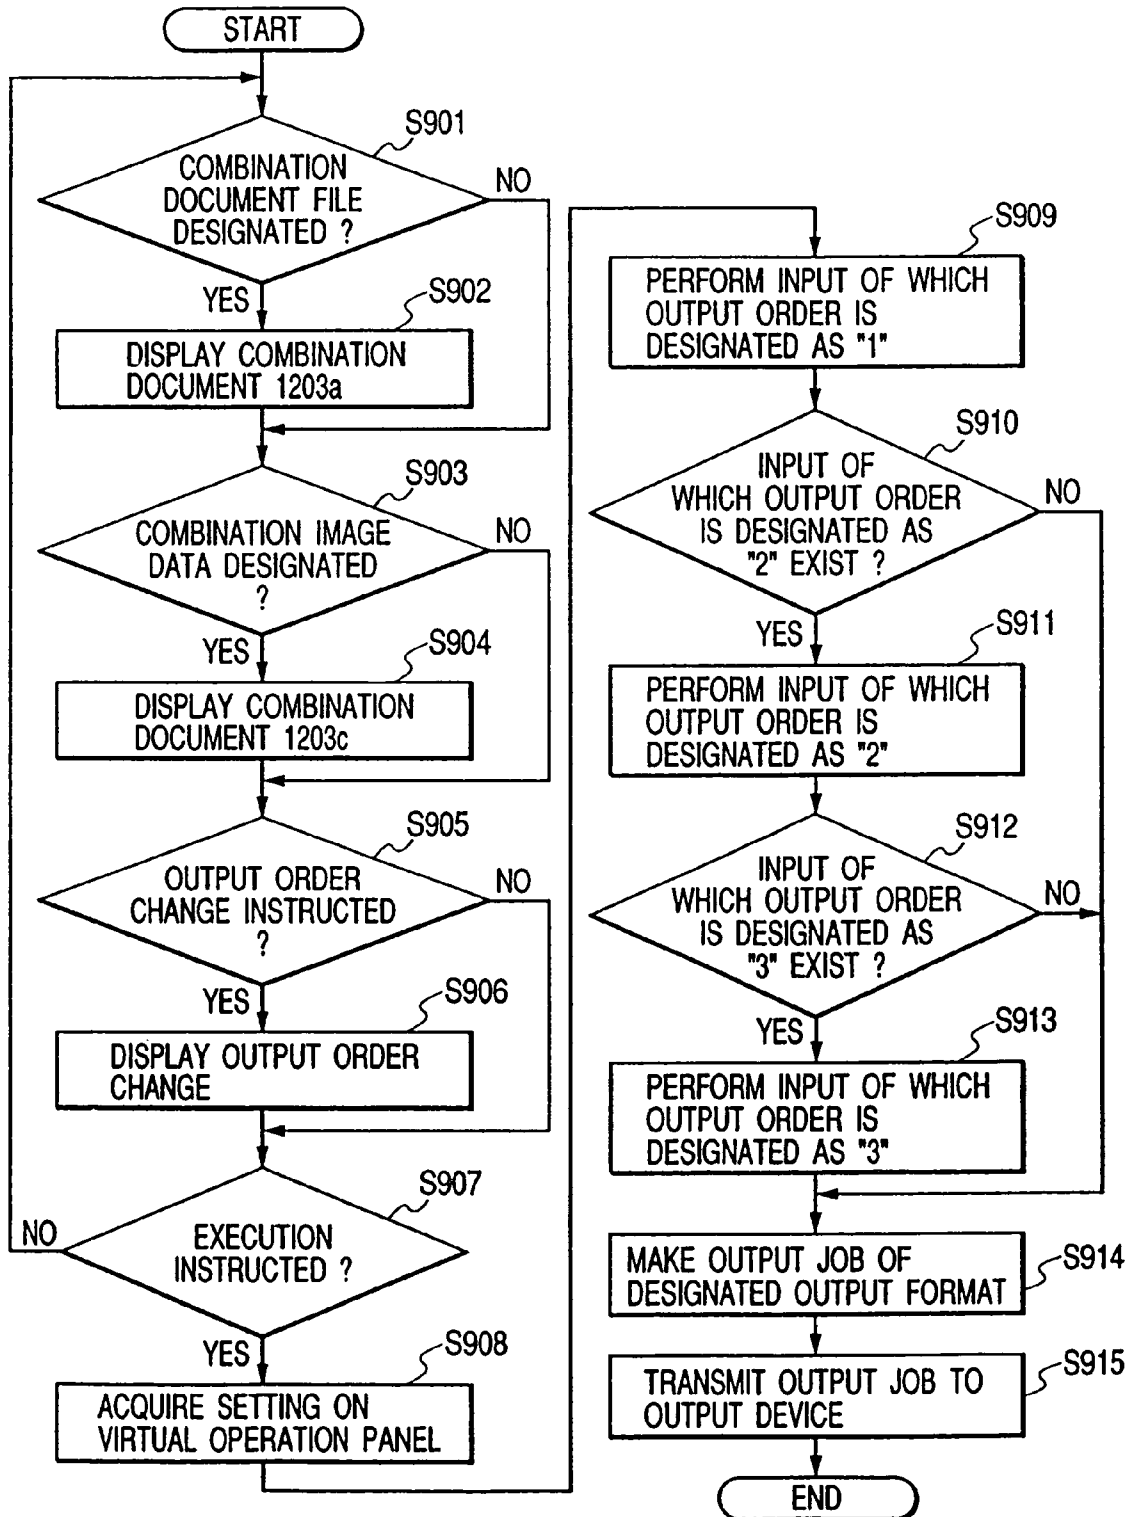 START
S901
COMBINATION
DOCUMENT FILE
DESIGNATED ?
NO
YES
S902
DISPLAY COMBINATION
DOCUMENT 1203a
S903
COMBINATION IMAGE
DATA DESIGNATED
?
NO
YES
S904
DISPLAY COMBINATION
DOCUMENT 1203c
S905
OUTPUT ORDER
CHANGE INSTRUCTED
?
NO
YES
S906
DISPLAY OUTPUT ORDER
CHANGE
S907
EXECUTION
INSTRUCTED ?
NO
YES
S908
ACQUIRE SETTING ON
VIRTUAL OPERATION PANEL
S909
PERFORM INPUT OF WHICH
OUTPUT ORDER IS
DESIGNATED AS "1"
S910
INPUT OF
WHICH OUTPUT ORDER
IS DESIGNATED AS
"2" EXIST ?
NO
YES
S911
PERFORM INPUT OF WHICH
OUTPUT ORDER IS
DESIGNATED AS "2"
S912
INPUT OF
WHICH OUTPUT ORDER
IS DESIGNATED AS
"3" EXIST ?
NO
YES
S913
PERFORM INPUT OF WHICH
OUTPUT ORDER IS
DESIGNATED AS "3"
S914
MAKE OUTPUT JOB OF
DESIGNATED OUTPUT FORMAT
S915
TRANSMIT OUTPUT JOB TO
OUTPUT DEVICE
END